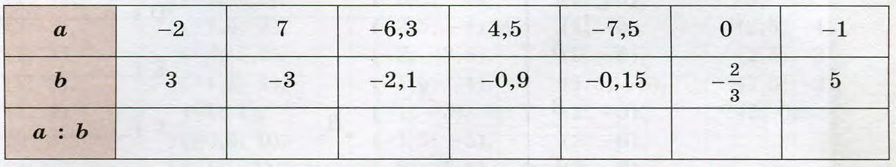 a −2 7 −6,3 4,5 −7,5 0 −1
b 3 −3 −2,1 −0,9 −0,15 −2/3 5
a : b